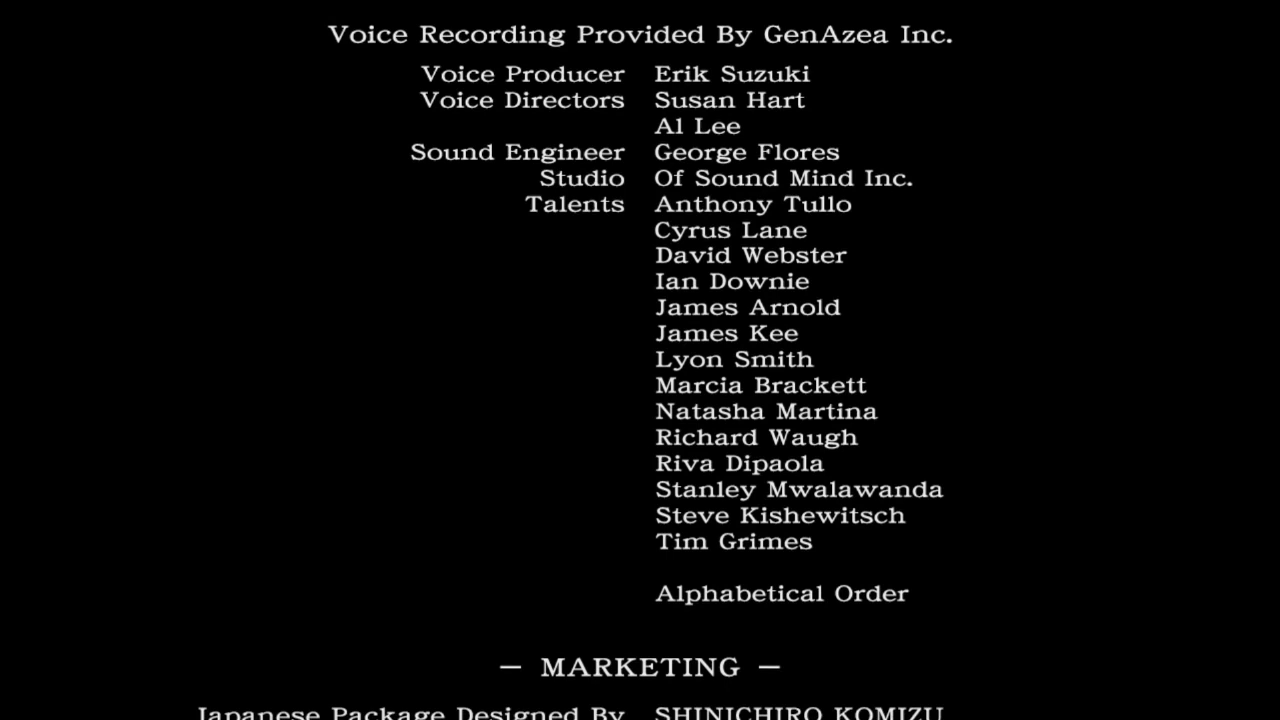 Voice Recording Provided By GenAzea Inc.
Voice Producer Erik Suzuki
Voice Directors Susan Hart
Al Lee
Sound Engineer George Flores
Studio Of Sound Mind Inc.
Talents Anthony Tullo
Cyrus Lane
David Webster
Ian Downie
James Arnold
James Kee
Lyon Smith
Marcia Brackett
Natasha Martina
Richard Waugh
Riva Dipaola
Stanley Mwalawanda
Steve Kishewitsch
Tim Grimes
Alphabetical Order
— MARKETING —
Japanese Package Designed By SHINICHIRO KOMIZU